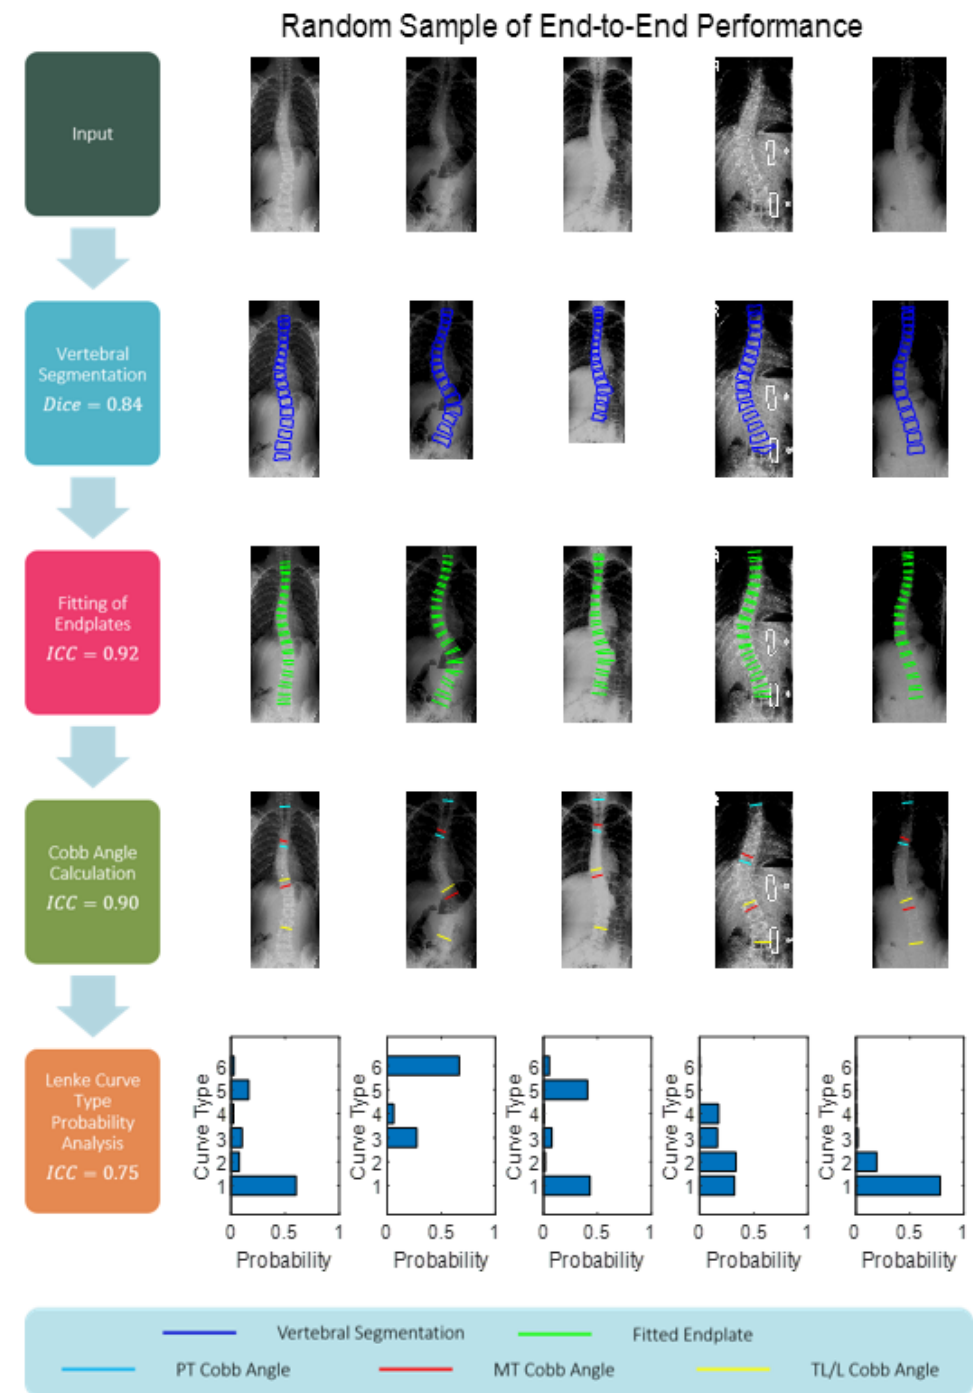 Random Sample of End-to-End Performance
Input
Vertebral
Segmentation
Dice = 0.84
Fitting of
Endplates
ICC = 0.92
Cobb Angle
Calculation
ICC = 0.90
Lenke Curve
Type
Probability
Analysis
ICC = 0.75
Curve Type
6
5
4
3
2
1
0 0.5 1
Probability
Curve Type
6
5
4
3
2
1
0 0.5 1
Probability
Curve Type
6
5
4
3
2
1
0 0.5 1
Probability
Curve Type
6
5
4
3
2
1
0 0.5 1
Probability
Curve Type
6
5
4
3
2
1
0 0.5 1
Probability
Vertebral Segmentation Fitted Endplate
PT Cobb Angle MT Cobb Angle TL/L Cobb Angle